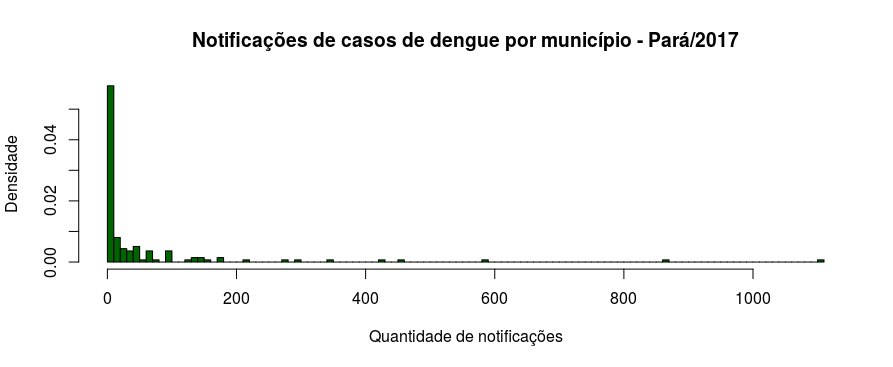 Notificações de casos de dengue por município - Pará/2017
Densidade
0.04
0.02
0.00
0 200 400 600 800 1000
Quantidade de notificações